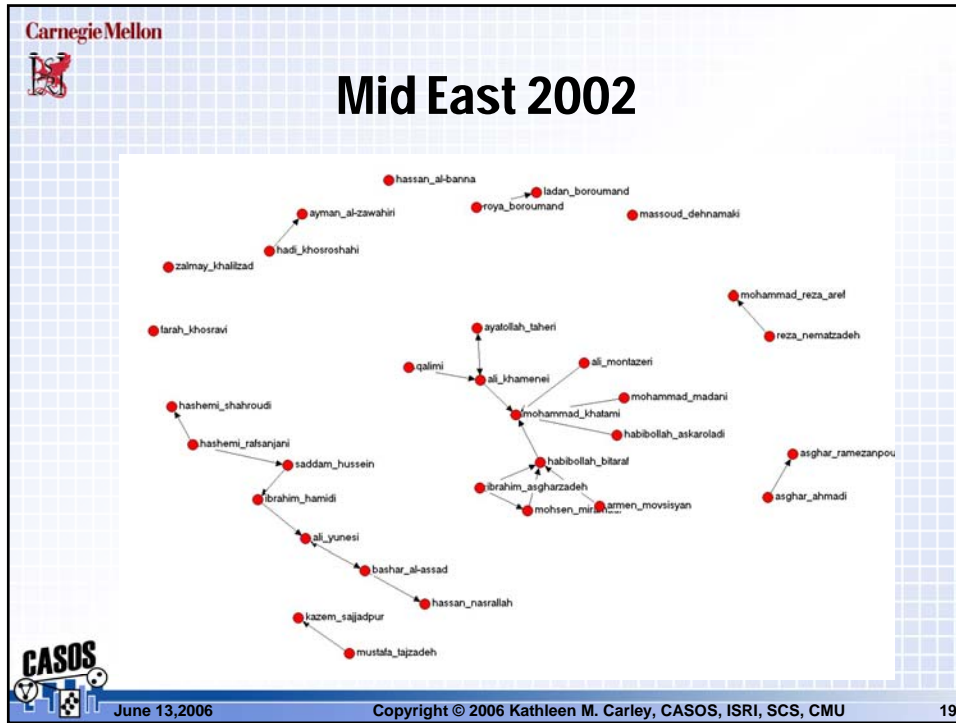 Carnegie Mellon
Mid East 2002
hassan_al-banna
ladan_boroumand
roya_boroumand
massoud_dehnamaki
ayman_al-zawahiri
hadi_khosroshahi
zalmay_khalilzad
mohammad_reza_aref
farah_khosravi
ayatollah_taheri
reza_nematzadeh
qalimi
ali_montazeri
ali_khamenei
mohammad_madani
hashemi_shahroudi
mohammad_khatami
habibollah_askaroladi
hashemi_rafsanjani
asghar_ramezanpou
saddam_hussein
habibollah_bitaraf
ibrahim_asgharzadeh
ibrahim_hamidi
asghar_ahmadi
armen_movsisyan
ali_yunesi
bashar_al-assad
hassan_nasrallah
kazem_sajjadpur
mustafa_tajzadeh
CASOS
June 13,2006 Copyright © 2006 Kathleen M. Carley, CASOS, ISRI, SCS, CMU 19